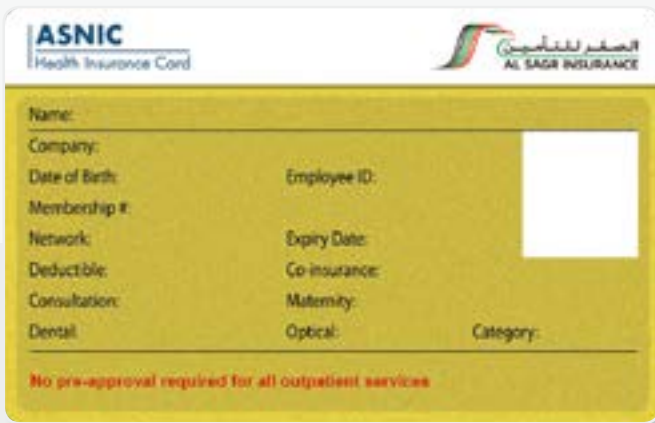 ASNIC
Health Insurance Card
الصقر للتأمين
AL SAGR INSURANCE
Name:
Company:
Date of Birth: Employee ID:
Membership #:
Network: Expiry Date:
Deductible: Co-insurance:
Consultation: Maternity:
Dental: Optical: Category:
No pre-approval required for all outpatient services